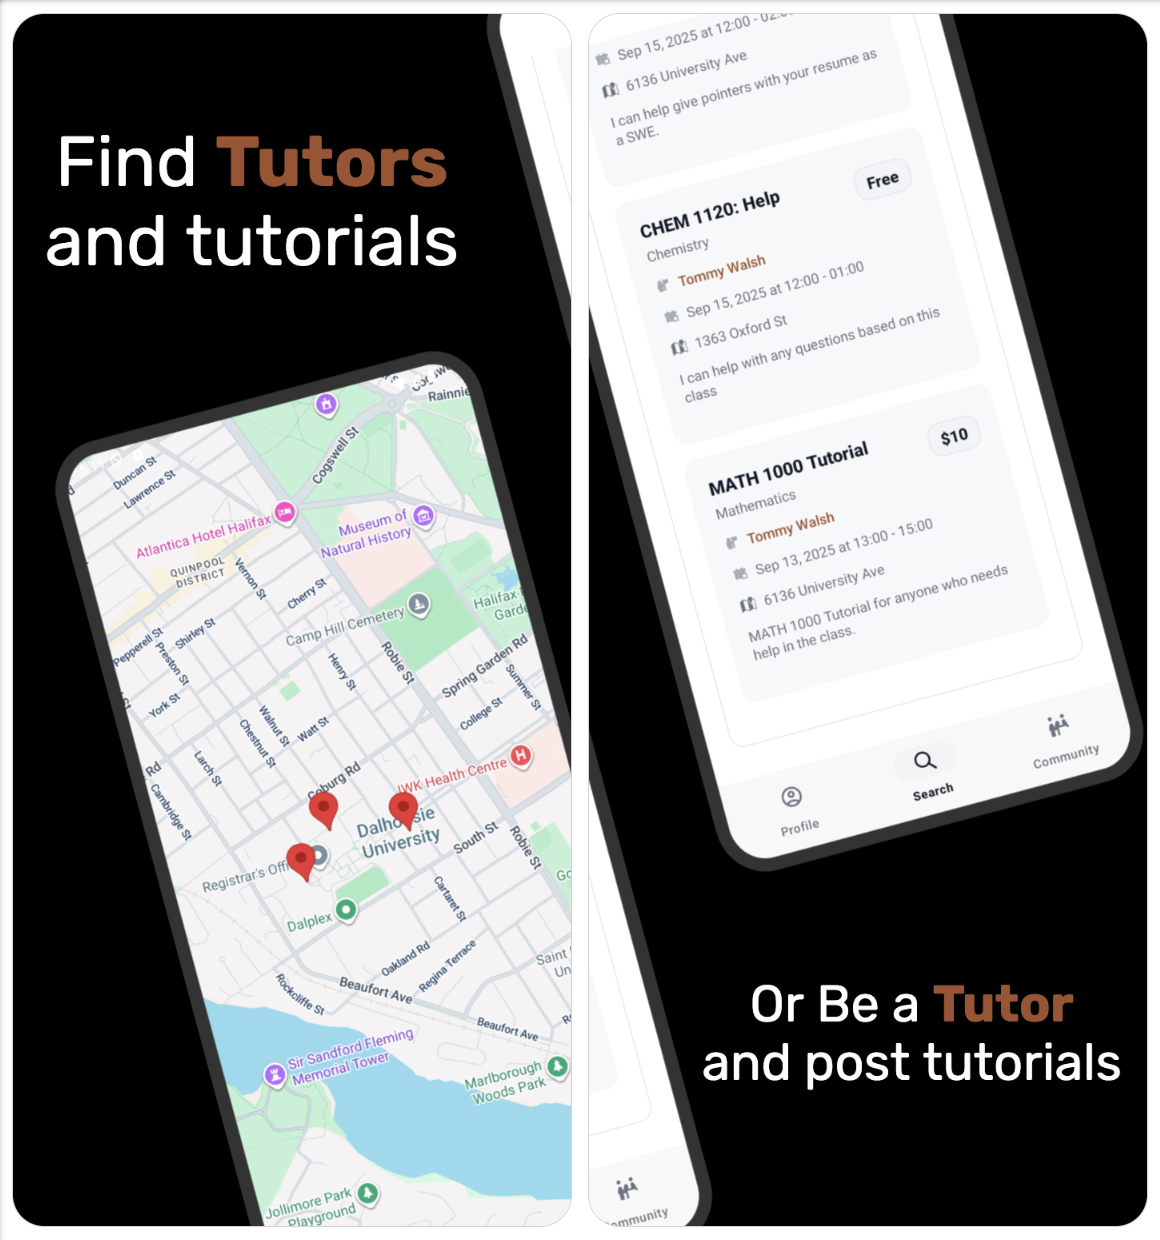 Find Tutors
and tutorials
Rainnie
Cogswell St
Duncan St
Lawrence St
Atlantica Hotel Halifax
Museum of
Natural History
QUINPOOL
DISTRICT
Vernon St
Cherry St
Halifax
Garde
Camp Hill Cemetery
Pepperell St
Shirley St
Preston St
Henry St
Robie St
Spring Garden Rd
Summer St
York St
Walnut St
Chestnut St
Watt St
College St
Larch St
Coburg Rd
IWK Health Centre
Rd
Cambridge St
Dalhousie
University
South St
Robie St
Registrar's Offi
Cartaret St
Go
Dalplex
Oakland Rd
Regina Terrace
Saint
Un
Rockcliffe St
Beaufort Ave
Beaufort Ave
Ro
Sir Sandford Fleming
Memorial Tower
Marlborough
Woods Park
Jollimore Park
Playground
Sep 15, 2025 at 12:00 - 02:0
6136 University Ave
I can help give pointers with your resume as
a SWE.
CHEM 1120: Help
Free
Chemistry
Tommy Walsh
Sep 15, 2025 at 12:00 - 01:00
1363 Oxford St
I can help with any questions based on this
class
MATH 1000 Tutorial
$10
Mathematics
Tommy Walsh
Sep 13, 2025 at 13:00 - 15:00
6136 University Ave
MATH 1000 Tutorial for anyone who needs
help in the class.
Profile
Search
Community
Or Be a Tutor
and post tutorials
ommunity